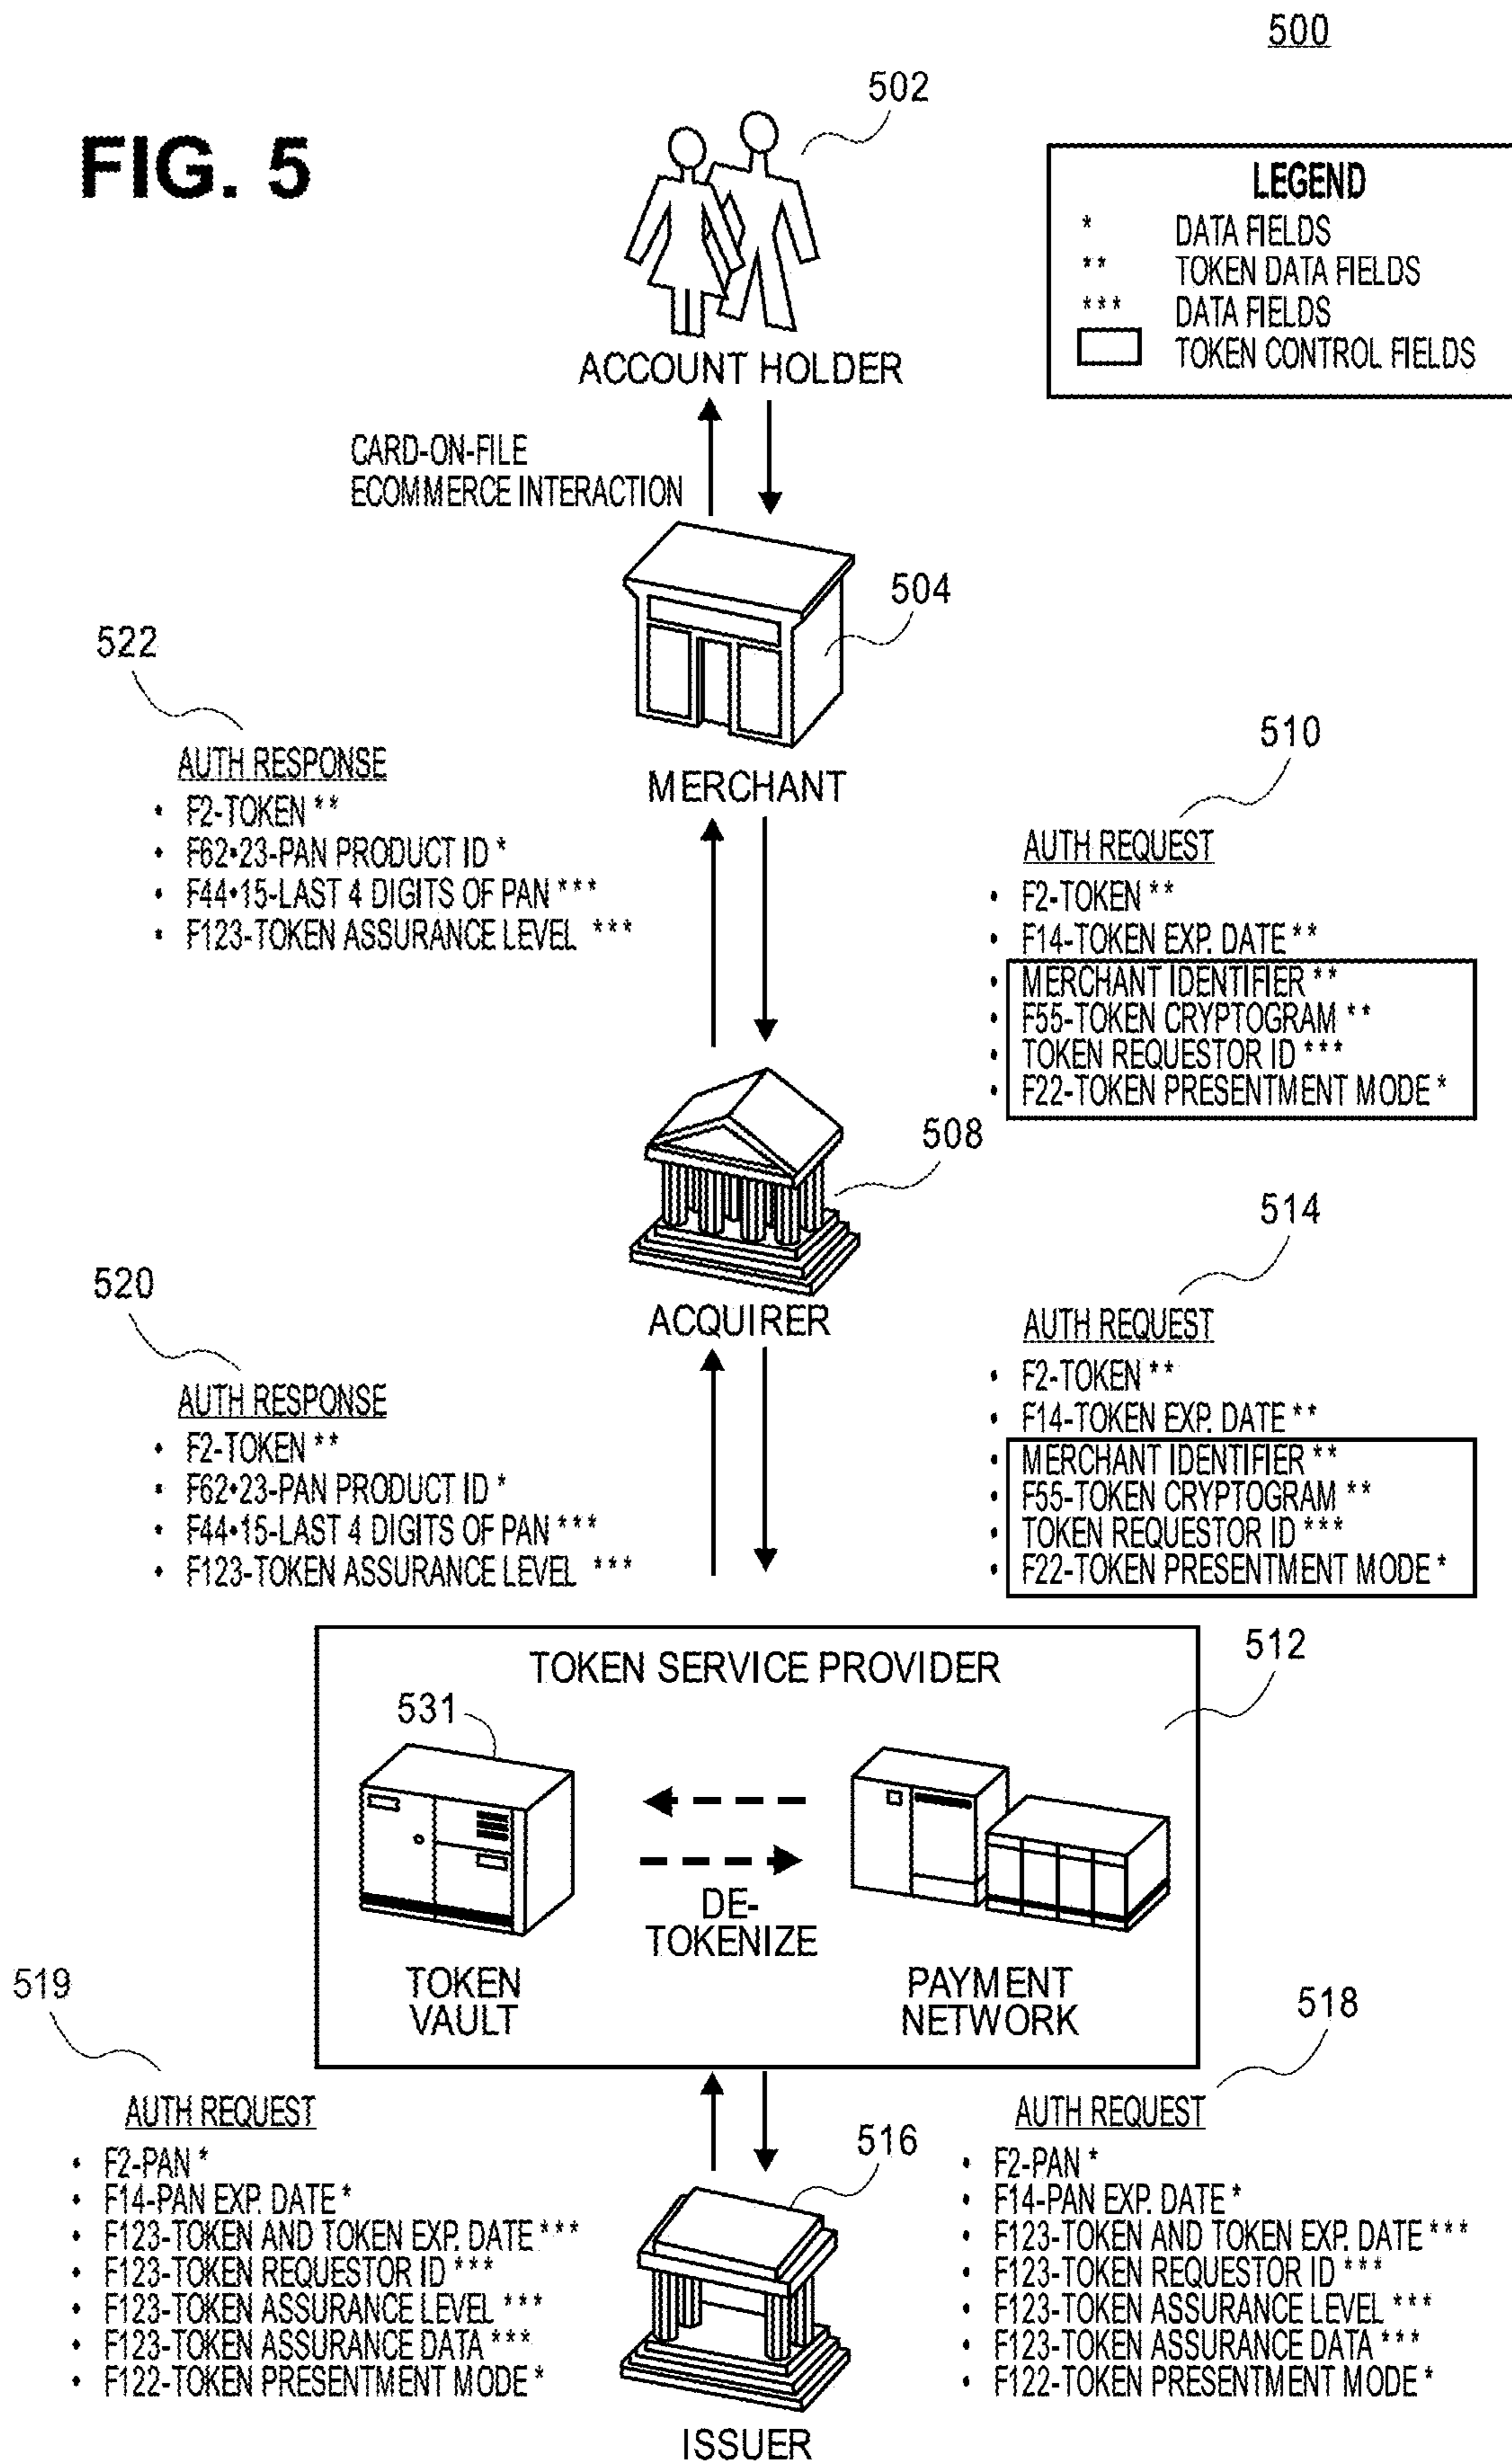 500
FIG. 5
502
LEGEND
* DATA FIELDS
** TOKEN DATA FIELDS
*** DATA FIELDS
TOKEN CONTROL FIELDS
ACCOUNT HOLDER
CARD-ON-FILE
ECOMMERCE INTERACTION
504
MERCHANT
522
AUTH RESPONSE
• F2-TOKEN **
• F62•23-PAN PRODUCT ID *
• F44•15-LAST 4 DIGITS OF PAN ***
• F123-TOKEN ASSURANCE LEVEL ***
510
AUTH REQUEST
• F2-TOKEN **
• F14-TOKEN EXP. DATE **
• MERCHANT IDENTIFIER **
• F55-TOKEN CRYPTOGRAM **
• TOKEN REQUESTOR ID ***
• F22-TOKEN PRESENTMENT MODE *
508
ACQUIRER
520
AUTH RESPONSE
• F2-TOKEN **
• F62•23-PAN PRODUCT ID *
• F44•15-LAST 4 DIGITS OF PAN ***
• F123-TOKEN ASSURANCE LEVEL ***
514
AUTH REQUEST
• F2-TOKEN **
• F14-TOKEN EXP. DATE **
• MERCHANT IDENTIFIER **
• F55-TOKEN CRYPTOGRAM **
• TOKEN REQUESTOR ID ***
• F22-TOKEN PRESENTMENT MODE *
512
TOKEN SERVICE PROVIDER
531
DE-
TOKENIZE
TOKEN
VAULT
PAYMENT
NETWORK
519
AUTH REQUEST
• F2-PAN *
• F14-PAN EXP. DATE *
• F123-TOKEN AND TOKEN EXP. DATE ***
• F123-TOKEN REQUESTOR ID ***
• F123-TOKEN ASSURANCE LEVEL ***
• F123-TOKEN ASSURANCE DATA ***
• F122-TOKEN PRESENTMENT MODE *
518
AUTH REQUEST
• F2-PAN *
• F14-PAN EXP. DATE *
• F123-TOKEN AND TOKEN EXP. DATE ***
• F123-TOKEN REQUESTOR ID ***
• F123-TOKEN ASSURANCE LEVEL ***
• F123-TOKEN ASSURANCE DATA ***
• F122-TOKEN PRESENTMENT MODE *
516
ISSUER